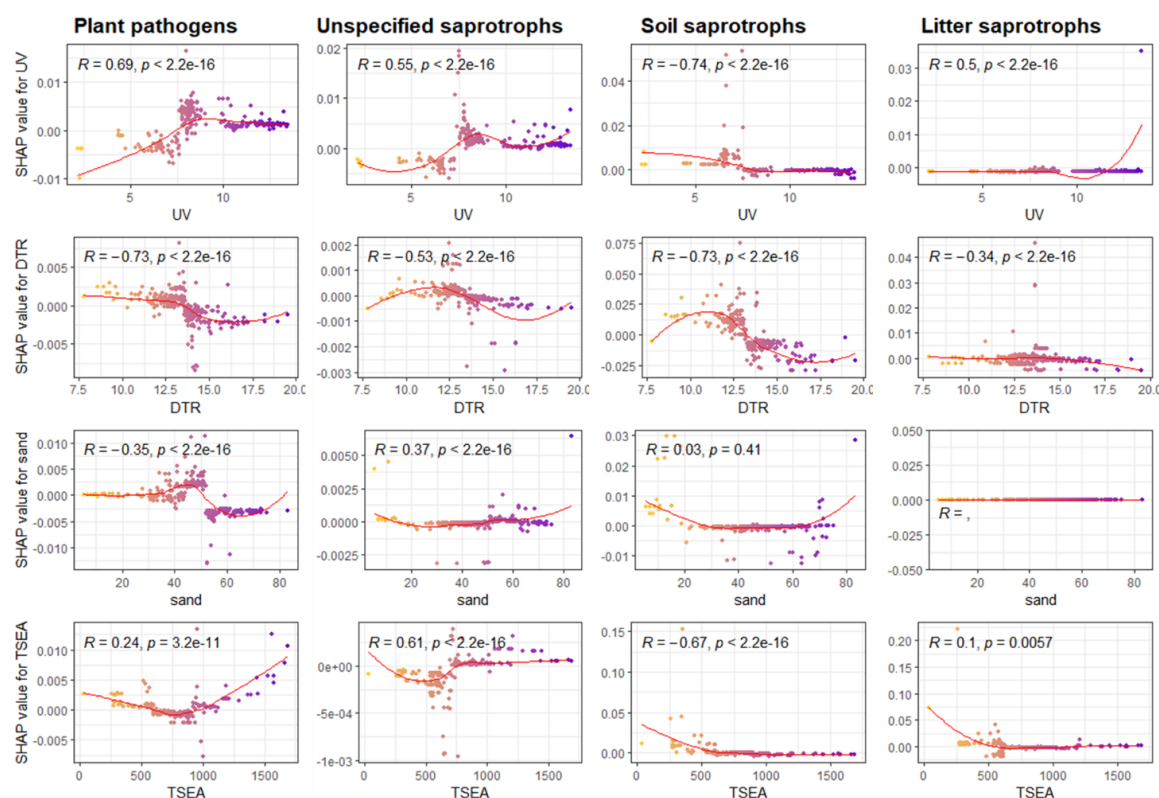 Plant pathogens Unspecified saprotrophs Soil saprotrophs Litter saprotrophs
SHAP value for UV
0.01
0.00
-0.01
R = 0.69, p < 2.2e-16
5 10
UV
0.02
0.01
0.00
R = 0.55, p < 2.2e-16
5 10
UV
0.04
0.02
0.00
R = −0.74, p < 2.2e-16
5 10
UV
0.03
0.02
0.01
0.00
R = 0.5, p < 2.2e-16
5 10
UV
SHAP value for DTR
0.005
0.000
-0.005
R = −0.73, p < 2.2e-16
7.5 10.0 12.5 15.0 17.5 20.0
DTR
0.002
0.001
0.000
-0.001
-0.002
-0.003
R = −0.53, p < 2.2e-16
7.5 10.0 12.5 15.0 17.5 20.0
DTR
0.075
0.050
0.025
0.000
-0.025
R = −0.73, p < 2.2e-16
7.5 10.0 12.5 15.0 17.5 20.0
DTR
0.04
0.03
0.02
0.01
0.00
R = −0.34, p < 2.2e-16
7.5 10.0 12.5 15.0 17.5 20.0
DTR
SHAP value for sand
0.010
0.005
0.000
-0.005
-0.010
R = −0.35, p < 2.2e-16
20 40 60 80
sand
0.0050
0.0025
0.0000
-0.0025
R = 0.37, p < 2.2e-16
20 40 60 80
sand
0.03
0.02
0.01
0.00
-0.01
R = 0.03, p = 0.41
20 40 60 80
sand
0.050
0.025
0.000
-0.025
-0.050
R = ,
20 40 60 80
sand
SHAP value for TSEA
0.010
0.005
0.000
-0.005
R = 0.24, p = 3.2e-11
0 500 1000 1500
TSEA
0e+00
-5e-04
-1e-03
R = 0.61, p < 2.2e-16
0 500 1000 1500
TSEA
0.15
0.10
0.05
0.00
R = −0.67, p < 2.2e-16
0 500 1000 1500
TSEA
0.20
0.15
0.10
0.05
0.00
R = 0.1, p = 0.0057
0 500 1000 1500
TSEA